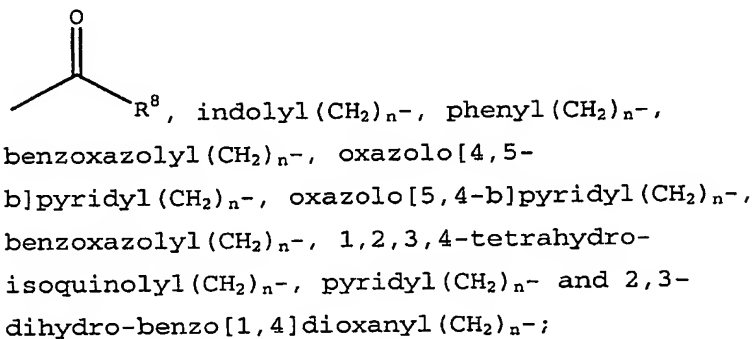 O
R⁸, indolyl(CH₂)ₙ-, phenyl(CH₂)ₙ-,
benzoxazolyl(CH₂)ₙ-, oxazolo[4,5-
b]pyridyl(CH₂)ₙ-, oxazolo[5,4-b]pyridyl(CH₂)ₙ-,
benzoxazolyl(CH₂)ₙ-, 1,2,3,4-tetrahydro-
isoquinolyl(CH₂)ₙ-, pyridyl(CH₂)ₙ- and 2,3-
dihydro-benzo[1,4]dioxanyl(CH₂)ₙ-;